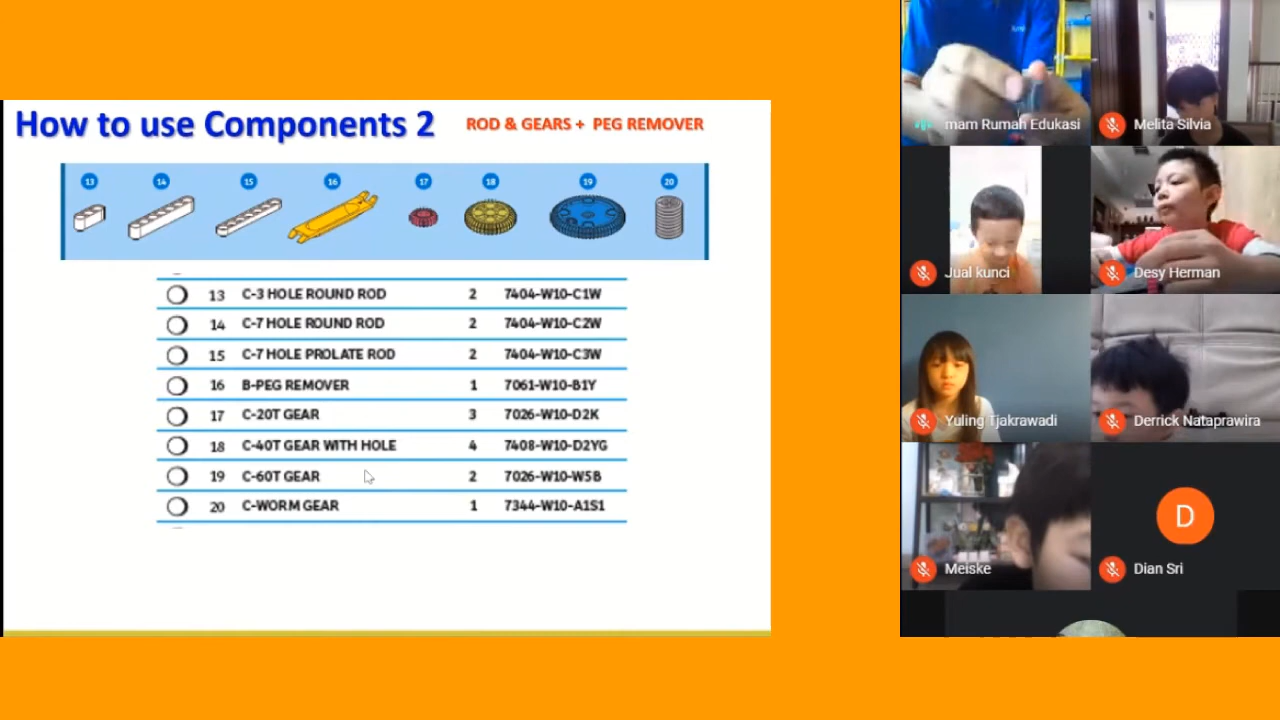 How to use Components 2
ROD & GEARS + PEG REMOVER
13 14 15 16 17 18 19 20
13 C-3 HOLE ROUND ROD 2 7404-W10-C1W
14 C-7 HOLE ROUND ROD 2 7404-W10-C2W
15 C-7 HOLE PROLATE ROD 2 7404-W10-C3W
16 B-PEG REMOVER 1 7061-W10-B1Y
17 C-20T GEAR 3 7026-W10-D2K
18 C-40T GEAR WITH HOLE 4 7408-W10-D2YG
19 C-60T GEAR 2 7026-W10-W5B
20 C-WORM GEAR 1 7344-W10-A1S1
mam Rumah Edukasi
Melita Silvia
Jual kunci
Desy Herman
Yuling Tjakrawadi
Derrick Nataprawira
Meiske
D
Dian Sri